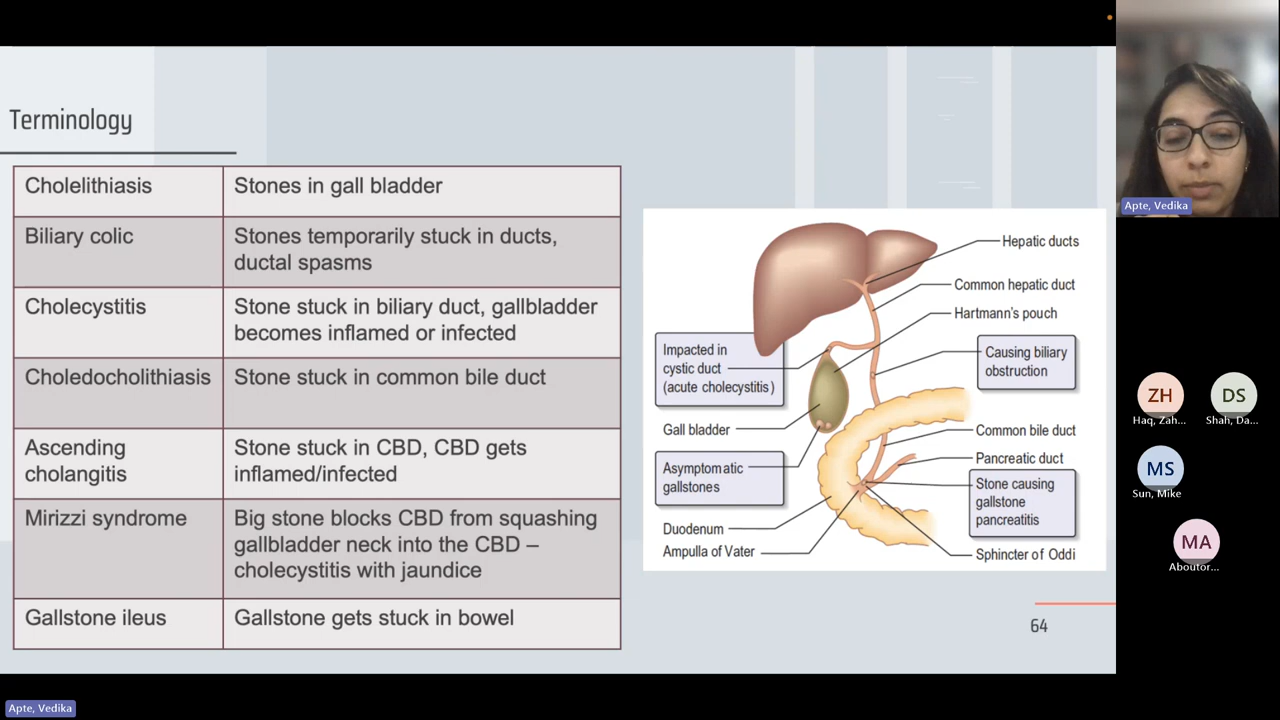 Terminology
Cholelithiasis
Stones in gall bladder
Biliary colic
Stones temporarily stuck in ducts,
ductal spasms
Cholecystitis
Stone stuck in biliary duct, gallbladder
becomes inflamed or infected
Choledocholithiasis
Stone stuck in common bile duct
Ascending
cholangitis
Stone stuck in CBD, CBD gets
inflamed/infected
Mirizzi syndrome
Big stone blocks CBD from squashing
gallbladder neck into the CBD –
cholecystitis with jaundice
Gallstone ileus
Gallstone gets stuck in bowel
Hepatic ducts
Common hepatic duct
Hartmann's pouch
Impacted in
cystic duct
(acute cholecystitis)
Causing biliary
obstruction
Gall bladder
Common bile duct
Pancreatic duct
Asymptomatic
gallstones
Stone causing
gallstone
pancreatitis
Duodenum
Ampulla of Vater
Sphincter of Oddi
64
Apte, Vedika
ZH
Haq, Zah...
DS
Shah, Da...
MS
Sun, Mike
MA
Aboutor...
Apte, Vedika